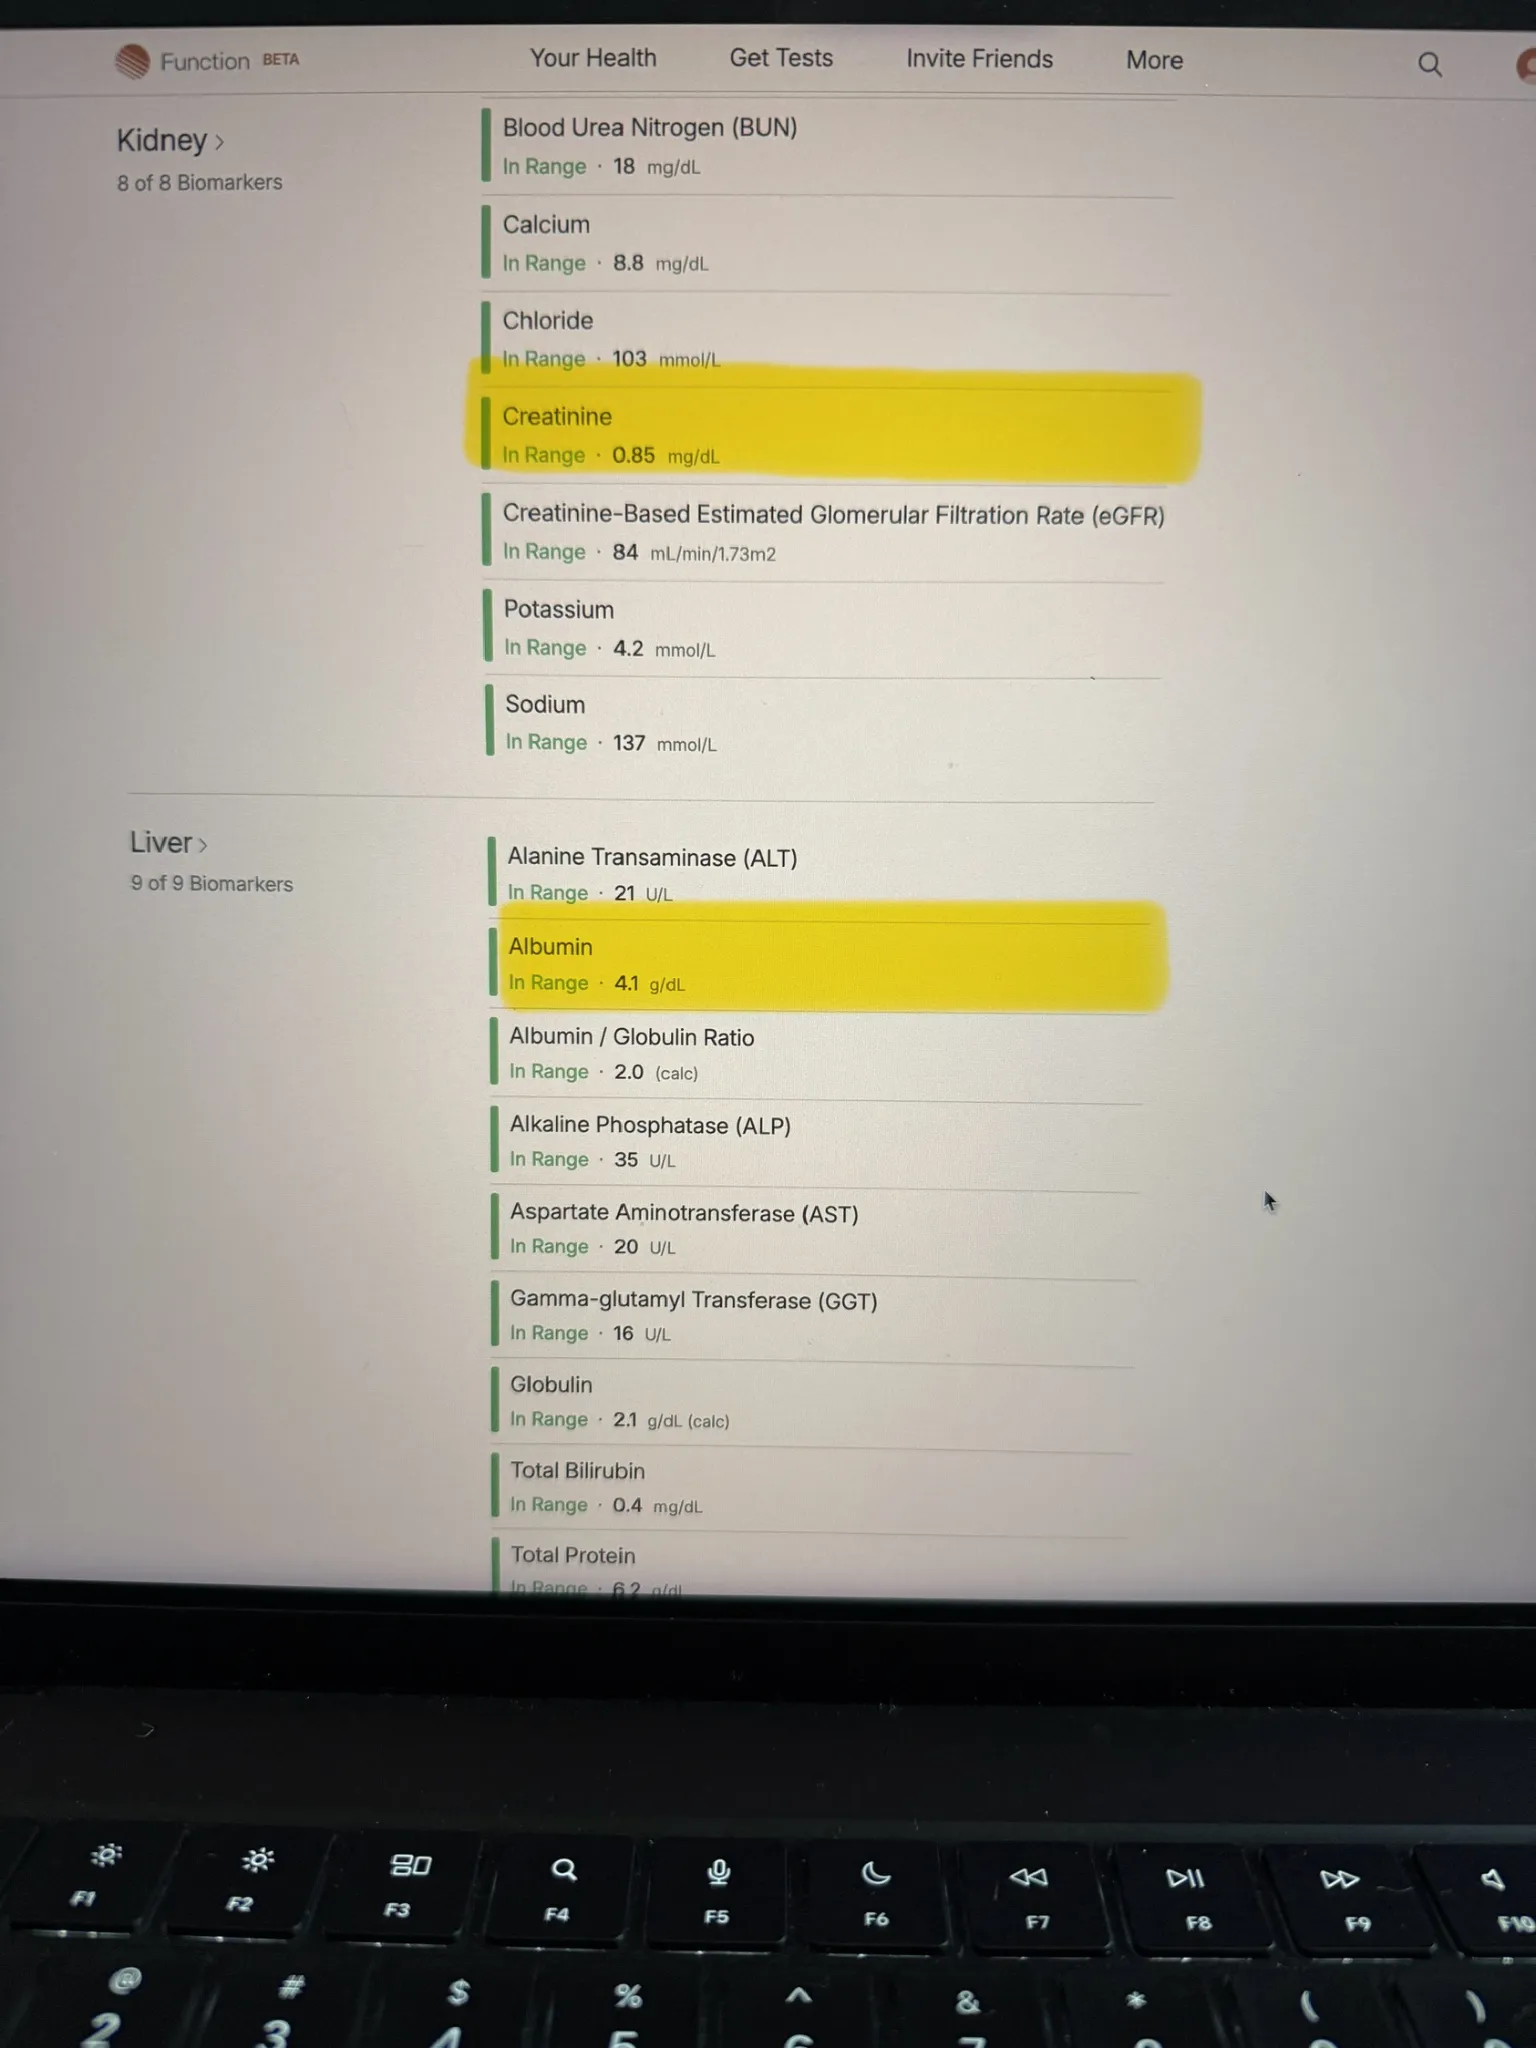 Function BETA Your Health Get Tests Invite Friends More
Kidney >
8 of 8 Biomarkers
Blood Urea Nitrogen (BUN)
In Range · 18 mg/dL
Calcium
In Range · 8.8 mg/dL
Chloride
In Range · 103 mmol/L
Creatinine
In Range · 0.85 mg/dL
Creatinine-Based Estimated Glomerular Filtration Rate (eGFR)
In Range · 84 mL/min/1.73m2
Potassium
In Range · 4.2 mmol/L
Sodium
In Range · 137 mmol/L
Liver >
9 of 9 Biomarkers
Alanine Transaminase (ALT)
In Range · 21 U/L
Albumin
In Range · 4.1 g/dL
Albumin / Globulin Ratio
In Range · 2.0 (calc)
Alkaline Phosphatase (ALP)
In Range · 35 U/L
Aspartate Aminotransferase (AST)
In Range · 20 U/L
Gamma-glutamyl Transferase (GGT)
In Range · 16 U/L
Globulin
In Range · 2.1 g/dL (calc)
Total Bilirubin
In Range · 0.4 mg/dL
Total Protein
In Range · 6.2 g/dL
F1 F2 F3 F4 F5 F6 F7 F8 F9 F10
@ # $ % ^ & * ( )
2 3 4 5 6 7